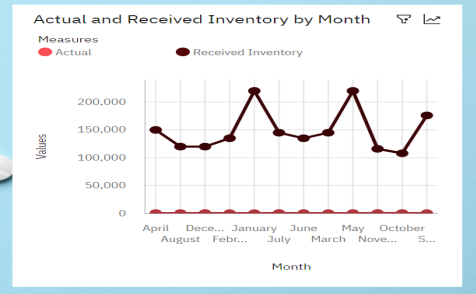 Actual and Received Inventory by Month
Measures
Actual Received Inventory
Values
200,000
150,000
100,000
50,000
0
April Dece... January June May October
August Febr... July March Nove... S...
Month